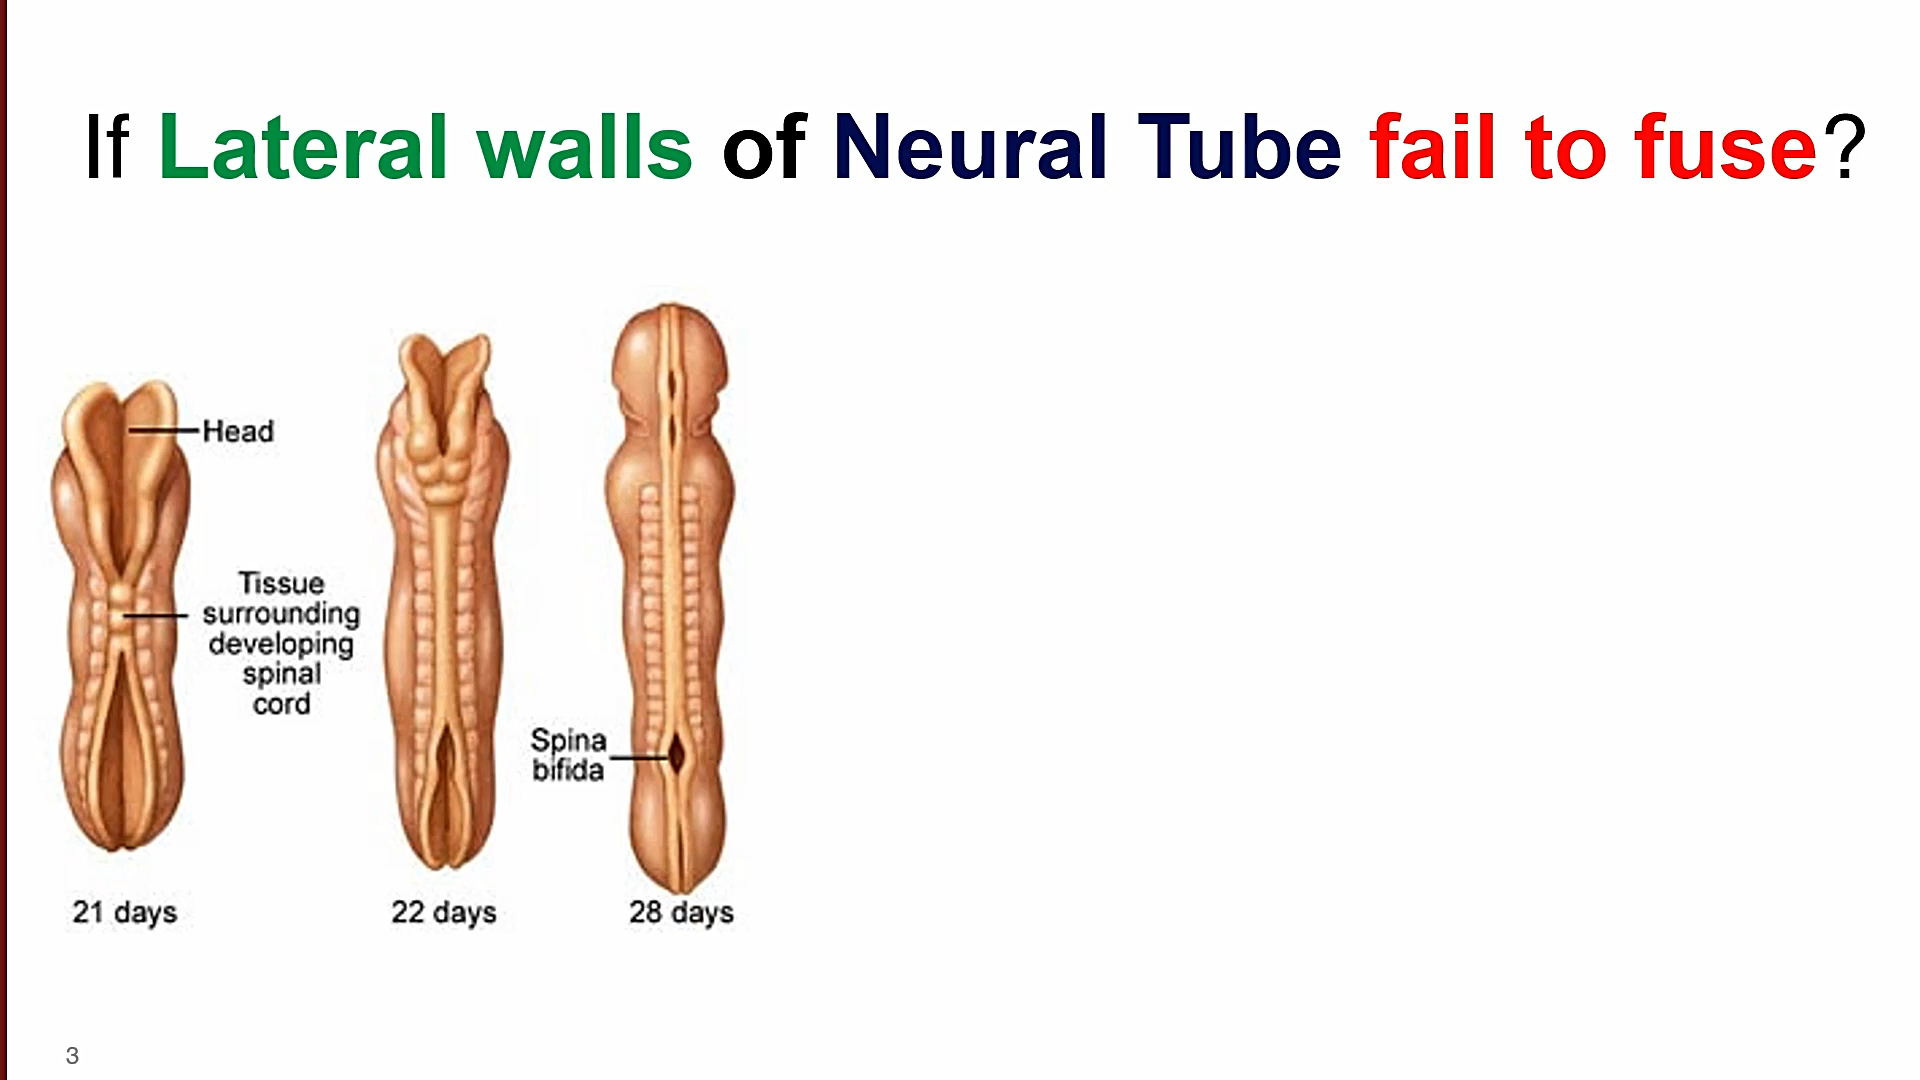 If Lateral walls of Neural Tube fail to fuse?
Head
Tissue
surrounding
developing
spinal
cord
Spina
bifida
21 days
22 days
28 days
3